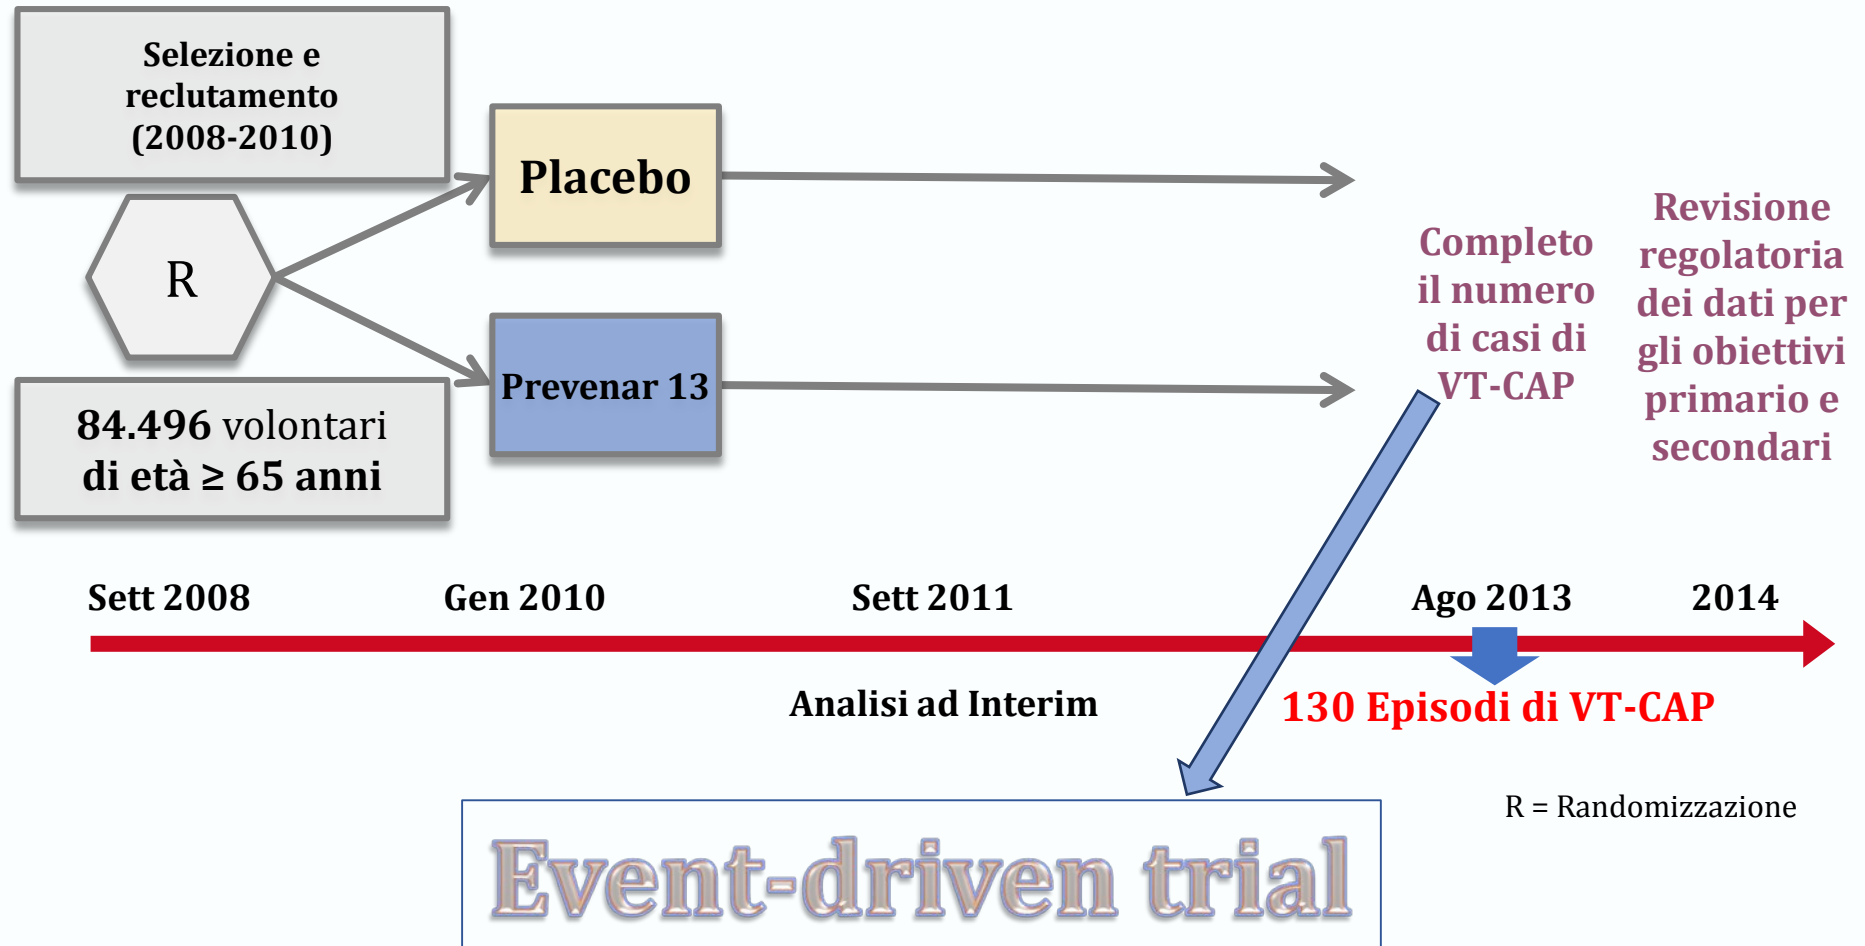 Selezione e
reclutamento
(2008-2010)
R
84.496 volontari
di età ≥ 65 anni
Placebo
Prevenar 13
Completo
il numero
di casi di
VT-CAP
Revisione
regolatoria
dei dati per
gli obiettivi
primario e
secondari
Sett 2008
Gen 2010
Sett 2011
Ago 2013
2014
Analisi ad Interim
130 Episodi di VT-CAP
R = Randomizzazione
Event-driven trial